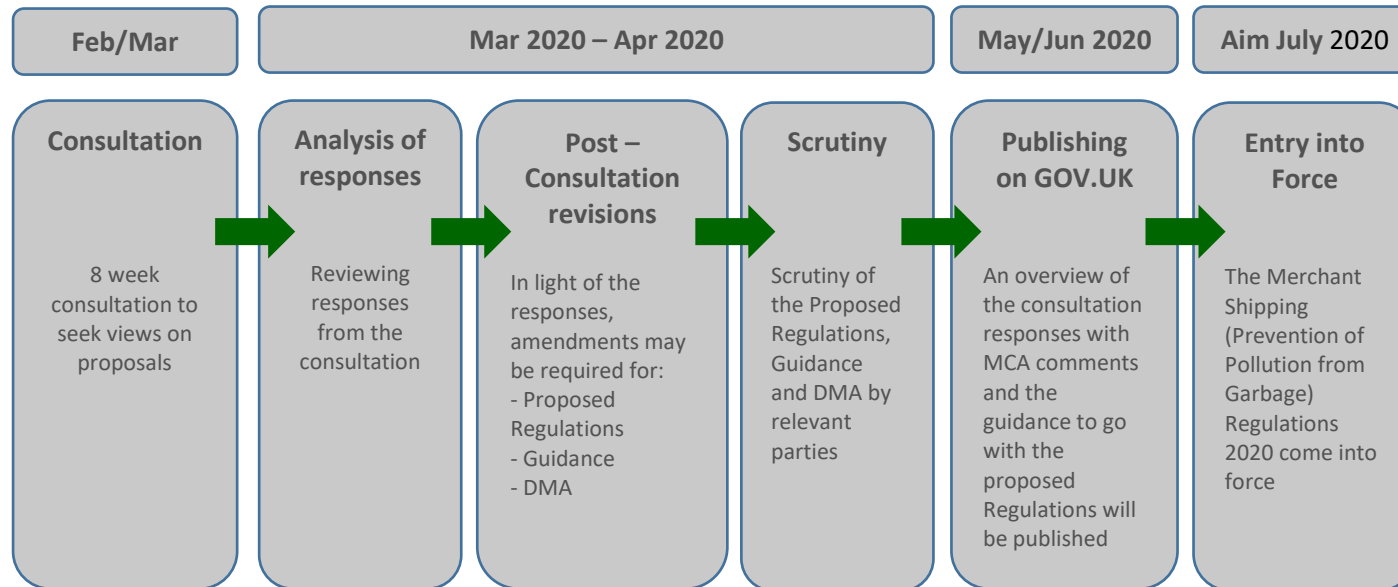 Feb/Mar
Mar 2020 – Apr 2020
May/Jun 2020
Aim July 2020
Consultation
8 week
consultation to
seek views on
proposals
Analysis of
responses
Reviewing
responses
from the
consultation
Post –
Consultation
revisions
In light of the
responses,
amendments may
be required for:
- Proposed
Regulations
- Guidance
- DMA
Scrutiny
Scrutiny of
the Proposed
Regulations,
Guidance
and DMA by
relevant
parties
Publishing
on GOV.UK
An overview of
the consultation
responses with
MCA comments
and the
guidance to go
with the
proposed
Regulations will
be published
Entry into
Force
The Merchant
Shipping
(Prevention of
Pollution from
Garbage)
Regulations
2020 come into
force